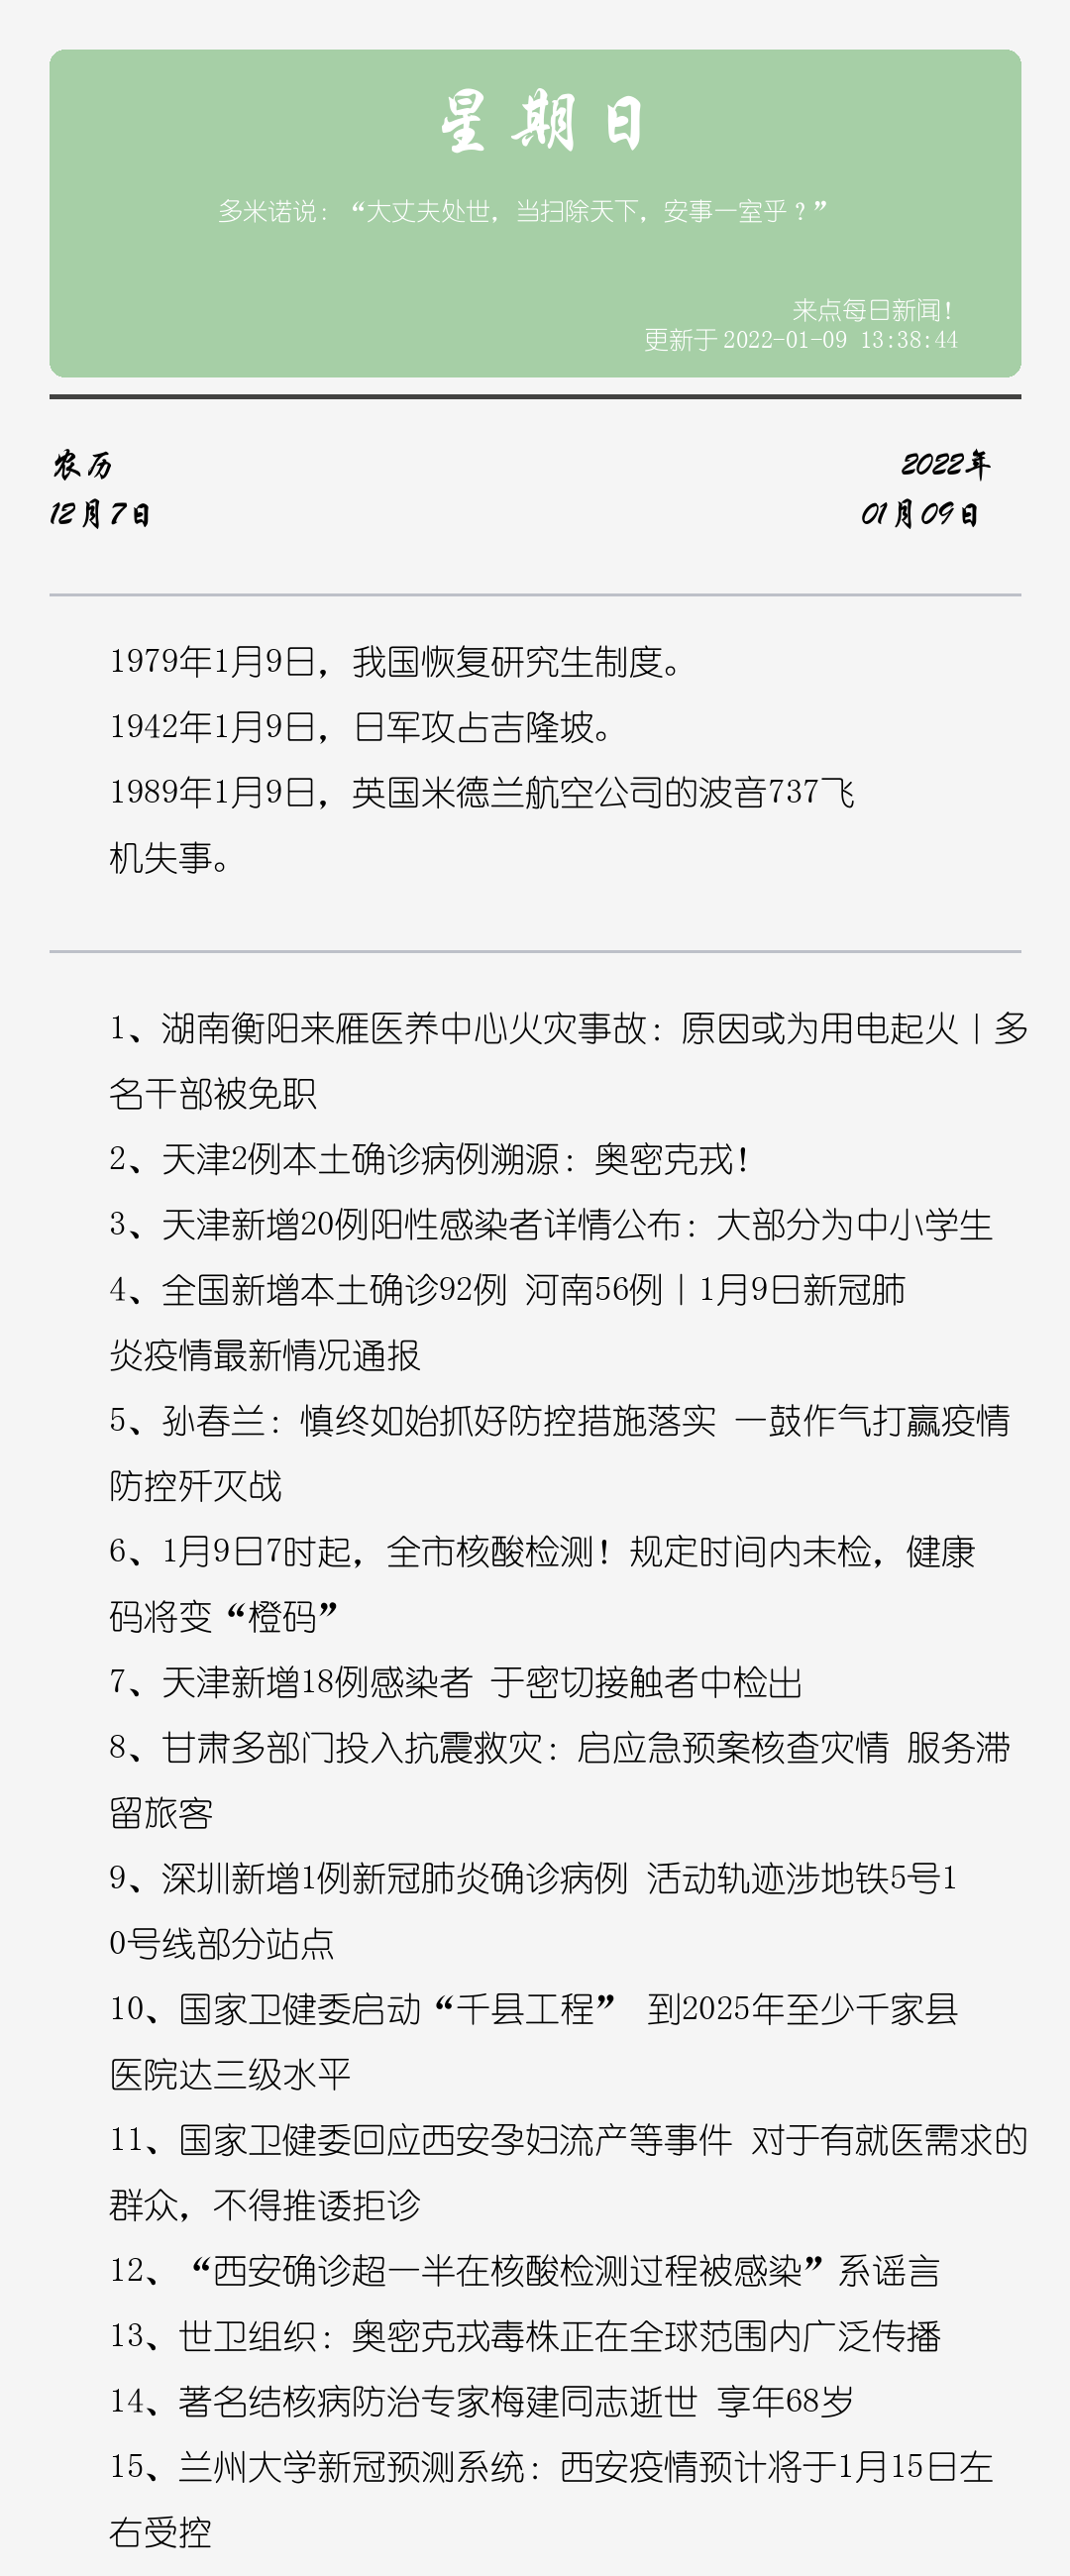 星期日
多米诺说：“大丈夫处世，当扫除天下，安事一室乎？”
来点每日新闻！
更新于2022-01-09 13:38:44
农历
12月7日
2022年
01月09日
1979年1月9日，我国恢复研究生制度。
1942年1月9日，日军攻占吉隆坡。
1989年1月9日，英国米德兰航空公司的波音737飞
机失事。
1、湖南衡阳来雁医养中心火灾事故：原因或为用电起火｜多
名干部被免职
2、天津2例本土确诊病例溯源：奥密克戎！
3、天津新增20例阳性感染者详情公布：大部分为中小学生
4、全国新增本土确诊92例 河南56例｜1月9日新冠肺
炎疫情最新情况通报
5、孙春兰：慎终如始抓好防控措施落实 一鼓作气打赢疫情
防控歼灭战
6、1月9日7时起，全市核酸检测！规定时间内未检，健康
码将变“橙码”
7、天津新增18例感染者 于密切接触者中检出
8、甘肃多部门投入抗震救灾：启应急预案核查灾情 服务滞
留旅客
9、深圳新增1例新冠肺炎确诊病例 活动轨迹涉地铁5号1
0号线部分站点
10、国家卫健委启动“千县工程” 到2025年至少千家县
医院达三级水平
11、国家卫健委回应西安孕妇流产等事件 对于有就医需求的
群众，不得推诿拒诊
12、“西安确诊超一半在核酸检测过程被感染”系谣言
13、世卫组织：奥密克戎毒株正在全球范围内广泛传播
14、著名结核病防治专家梅建同志逝世 享年68岁
15、兰州大学新冠预测系统：西安疫情预计将于1月15日左
右受控